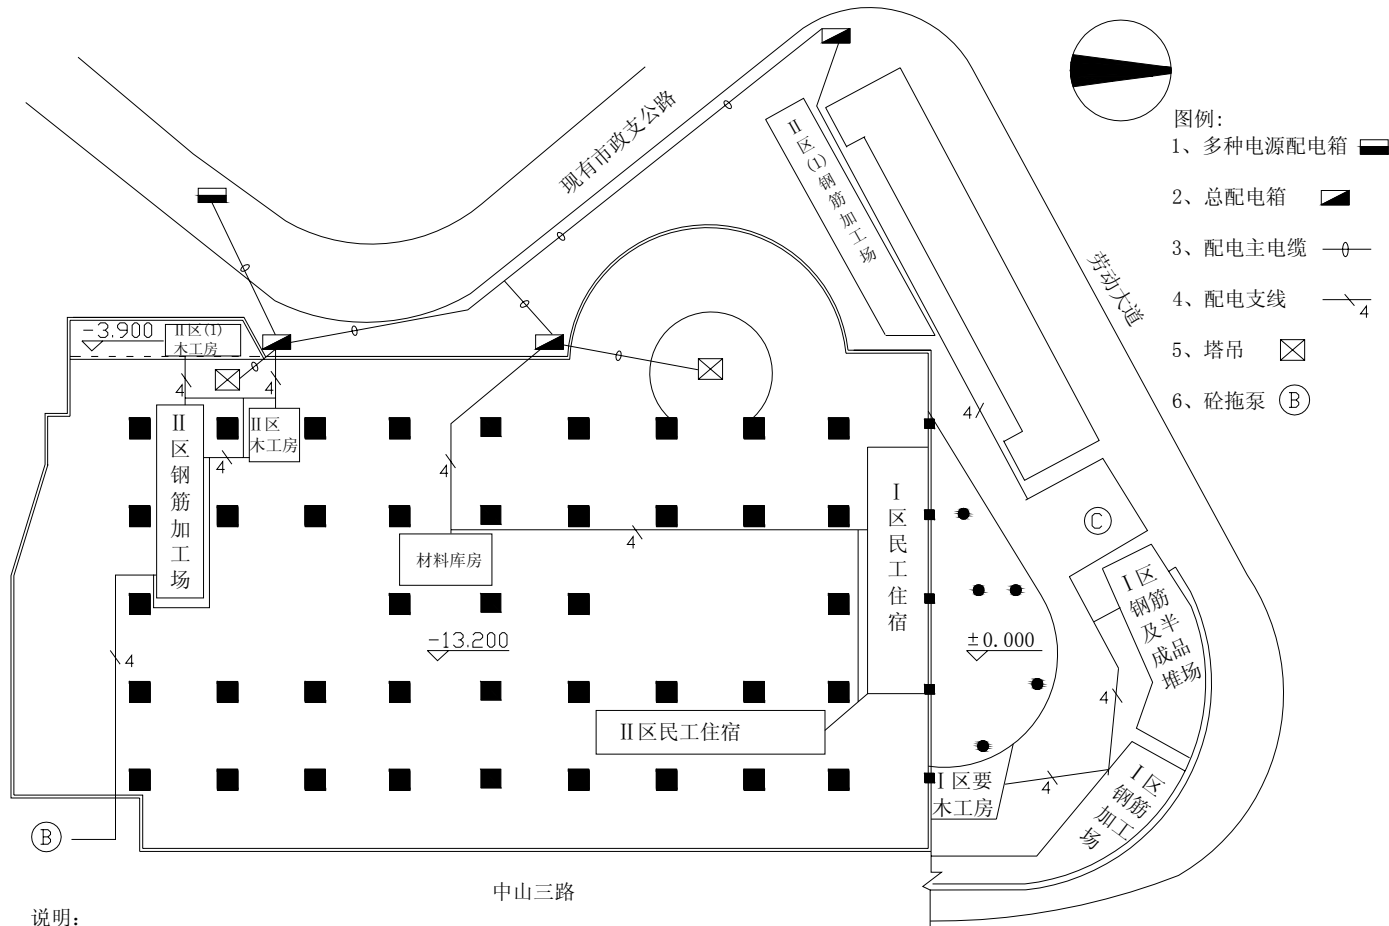 图例:
1、多种电源配电箱
2、总配电箱
3、配电主电缆
4、配电支线
4
5、塔吊
6、砼拖泵 B
现有市政支公路
劳动大道
II区(1)钢筋加工场
-3.900
II区(1)
木工房
4
4
II区
木工房
4
II区钢筋加工场
4
4
4
材料库房
I区民工住宿
C
I区
钢筋
及半
成品
堆场
-13.200
±0.000
4
4
II区民工住宿
I区要
木工房
4
I区
钢筋
加工
场
B
中山三路
说明: